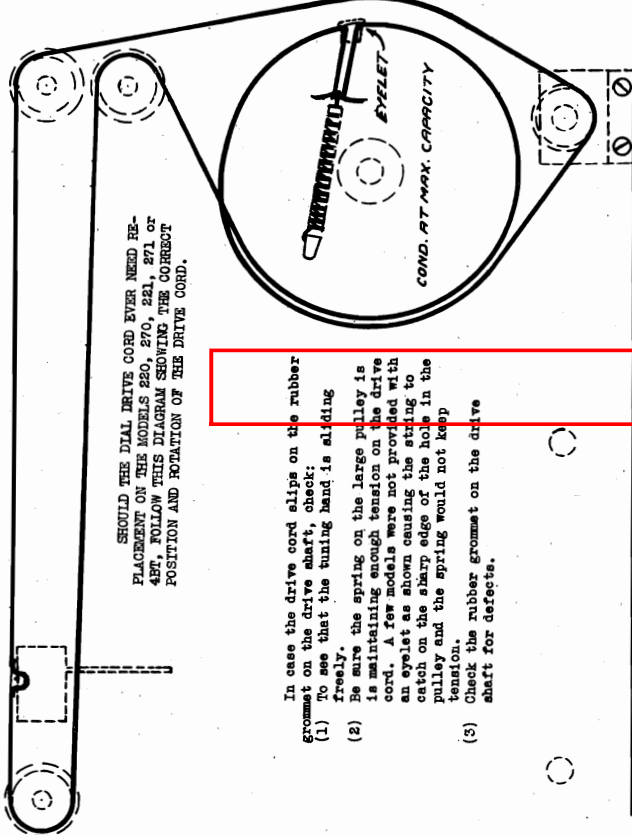 SHOULD THE DIAL DRIVE CORD EVER NEED RE-
PLACEMENT ON THE MODELS 220, 270, 221, 271 or
4BT, FOLLOW THIS DIAGRAM SHOWING THE CORRECT
POSITION AND ROTATION OF THE DRIVE CORD.
EYELET
COND. AT MAX. CAPACITY
In case the drive cord slips on the rubber
grommet on the drive shaft, check:
(1) To see that the tuning hand is sliding
freely.
(2) Be sure the spring on the large pulley is
is maintaining enough tension on the drive
cord. A few models were not provided with
an eyelet as shown causing the string to
catch on the sharp edge of the hole in the
pulley and the spring would not keep
tension.
(3) Check the rubber grommet on the drive
shaft for defects.